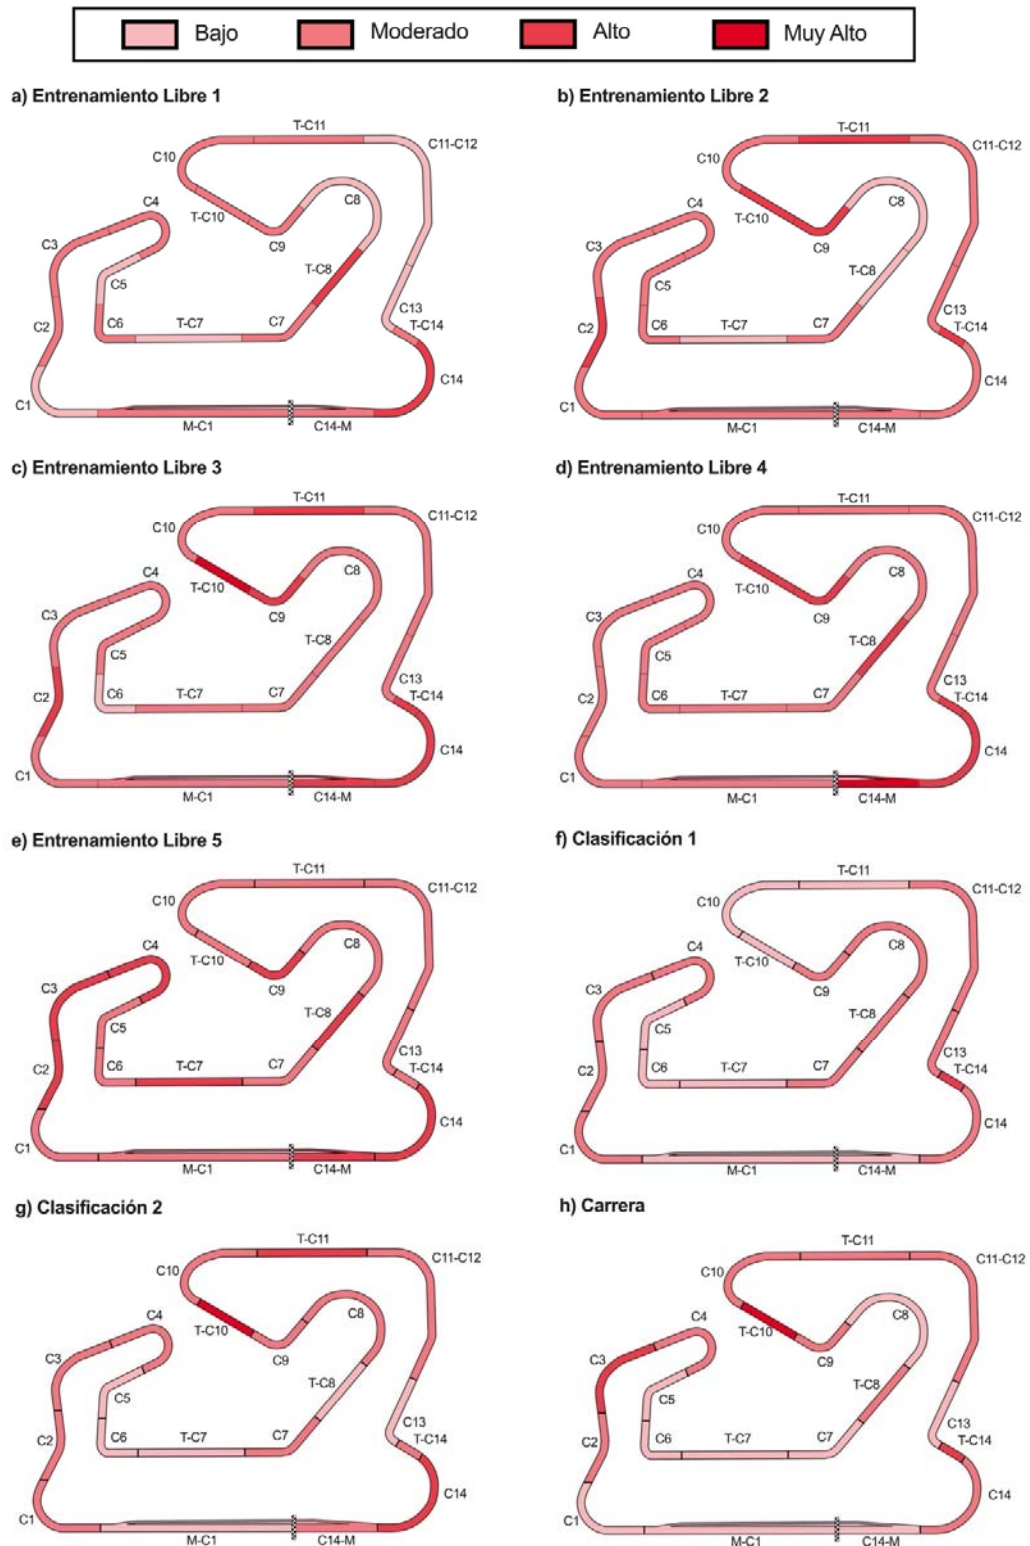 Bajo Moderado Alto Muy Alto
a) Entrenamiento Libre 1
T-C11
C11-C12
C10
C4
C8
T-C10
C3
C9
T-C8
C5
C13
C2
C6
T-C7
C7
T-C14
C14
C1
M-C1
C14-M
b) Entrenamiento Libre 2
T-C11
C11-C12
C10
C4
C8
T-C10
C3
C9
T-C8
C5
C13
C2
C6
T-C7
C7
T-C14
C14
C1
M-C1
C14-M
c) Entrenamiento Libre 3
T-C11
C11-C12
C10
C4
C8
T-C10
C3
C9
T-C8
C5
C13
C2
C6
T-C7
C7
T-C14
C14
C1
M-C1
C14-M
d) Entrenamiento Libre 4
T-C11
C11-C12
C10
C4
C8
T-C10
C3
C9
T-C8
C5
C13
C2
C6
T-C7
C7
T-C14
C14
C1
M-C1
C14-M
e) Entrenamiento Libre 5
T-C11
C11-C12
C10
C4
C8
T-C10
C3
C9
T-C8
C5
C13
C2
C6
T-C7
C7
T-C14
C14
C1
M-C1
C14-M
f) Clasificación 1
T-C11
C11-C12
C10
C4
C8
T-C10
C3
C9
T-C8
C5
C13
C2
C6
T-C7
C7
T-C14
C14
C1
M-C1
C14-M
g) Clasificación 2
T-C11
C11-C12
C10
C4
C8
T-C10
C3
C9
T-C8
C5
C13
C2
C6
T-C7
C7
T-C14
C14
C1
M-C1
C14-M
h) Carrera
T-C11
C11-C12
C10
C4
C8
T-C10
C3
C9
T-C8
C5
C13
C2
C6
T-C7
C7
T-C14
C14
C1
M-C1
C14-M